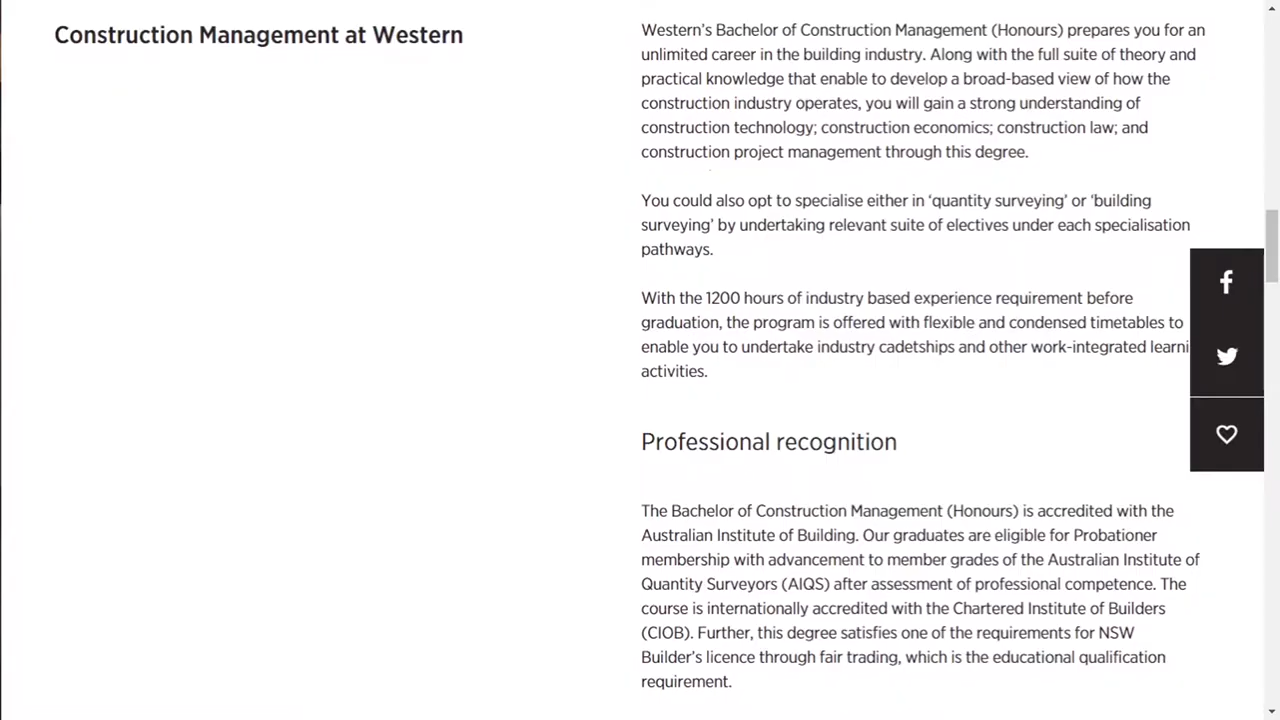 Construction Management at Western
Western’s Bachelor of Construction Management (Honours) prepares you for an
unlimited career in the building industry. Along with the full suite of theory and
practical knowledge that enable to develop a broad-based view of how the
construction industry operates, you will gain a strong understanding of
construction technology; construction economics; construction law; and
construction project management through this degree.
You could also opt to specialise either in ‘quantity surveying’ or ‘building
surveying’ by undertaking relevant suite of electives under each specialisation
pathways.
With the 1200 hours of industry based experience requirement before
graduation, the program is offered with flexible and condensed timetables to
enable you to undertake industry cadetships and other work-integrated learni
activities.
Professional recognition
The Bachelor of Construction Management (Honours) is accredited with the
Australian Institute of Building. Our graduates are eligible for Probationer
membership with advancement to member grades of the Australian Institute of
Quantity Surveyors (AIQS) after assessment of professional competence. The
course is internationally accredited with the Chartered Institute of Builders
(CIOB). Further, this degree satisfies one of the requirements for NSW
Builder’s licence through fair trading, which is the educational qualification
requirement.